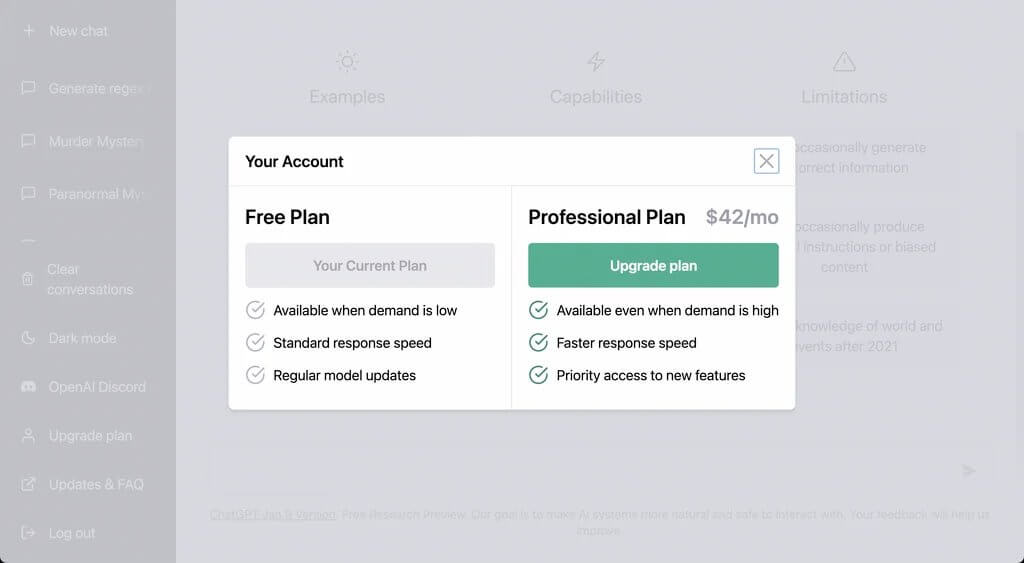 New chat
Generate regex
Murder Mystery
Paranormal
Clear
conversations
Dark mode
OpenAI Discord
Upgrade plan
Updates & FAQ
Log out
Examples
Capabilities
Limitations
occasionally generate
information
occasionally produce
instructions or biased
content
knowledge of world and
after 2021
Your Account
Free Plan
Your Current Plan
Available when demand is low
Standard response speed
Regular model updates
Professional Plan $42/mo
Upgrade plan
Available even when demand is high
Faster response speed
Priority access to new features
ChatGPT Jan 9 Version. Free Research Preview. Our goal is to make AI systems more natural and safe to interact with. Your feedback will help us
improve.